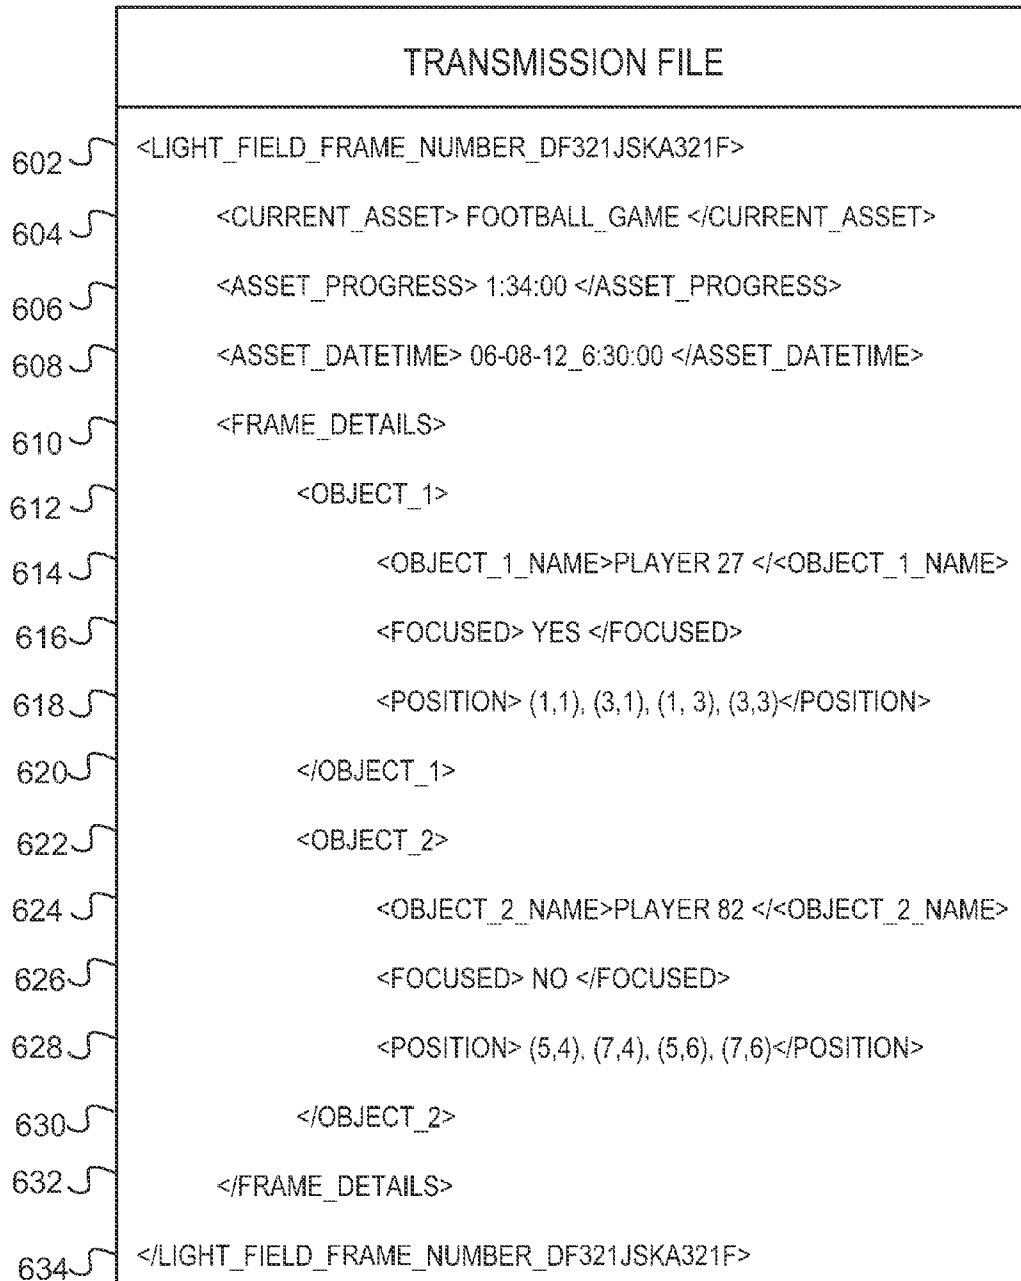 TRANSMISSION FILE
602 <LIGHT_FIELD_FRAME_NUMBER_DF321JSKA321F>
604 <CURRENT_ASSET> FOOTBALL_GAME </CURRENT_ASSET>
606 <ASSET_PROGRESS> 1:34:00 </ASSET_PROGRESS>
608 <ASSET_DATETIME> 06-08-12_6:30:00 </ASSET_DATETIME>
610 <FRAME_DETAILS>
612 <OBJECT_1>
614 <OBJECT_1_NAME>PLAYER 27 </<OBJECT_1_NAME>
616 <FOCUSED> YES </FOCUSED>
618 <POSITION> (1,1), (3,1), (1, 3), (3,3)</POSITION>
620 </OBJECT_1>
622 <OBJECT_2>
624 <OBJECT_2_NAME>PLAYER 82 </<OBJECT_2_NAME>
626 <FOCUSED> NO </FOCUSED>
628 <POSITION> (5,4), (7,4), (5,6), (7,6)</POSITION>
630 </OBJECT_2>
632 </FRAME_DETAILS>
634 </LIGHT_FIELD_FRAME_NUMBER_DF321JSKA321F>